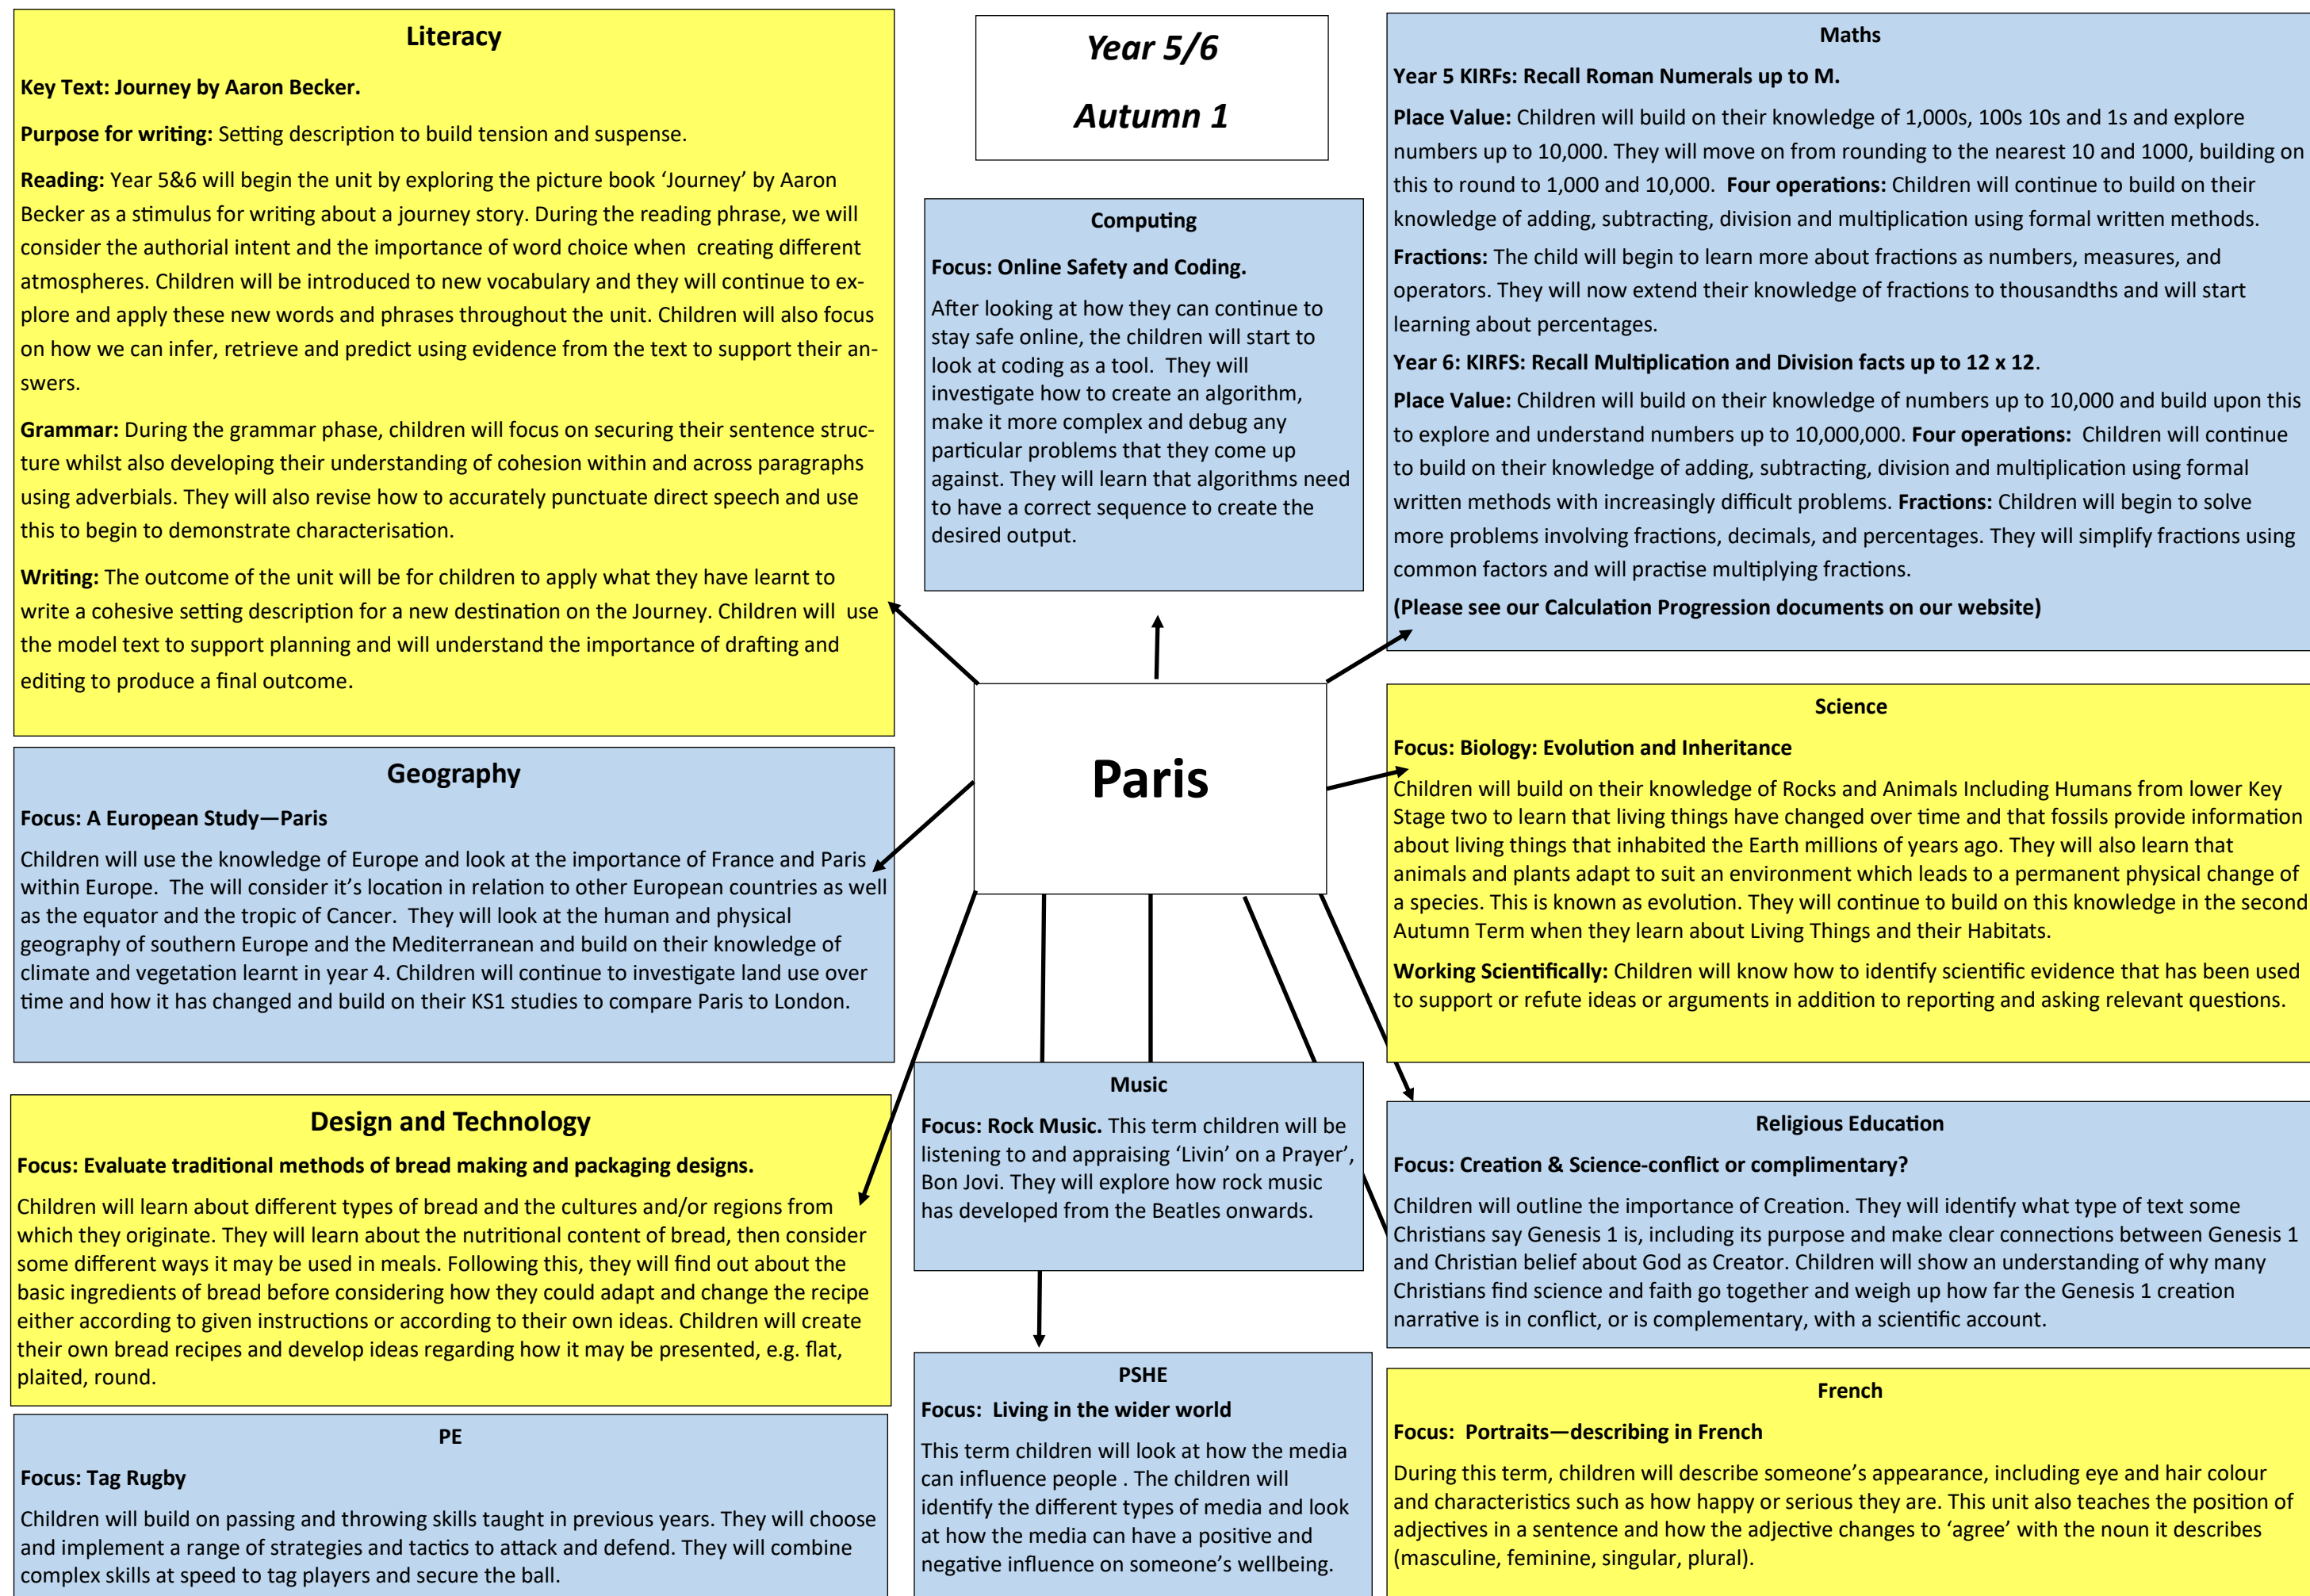 Literacy
Key Text: Journey by Aaron Becker.
Purpose for writing: Setting description to build tension and suspense.
Reading: Year 5&6 will begin the unit by exploring the picture book ‘Journey’ by Aaron
Becker as a stimulus for writing about a journey story. During the reading phrase, we will
consider the authorial intent and the importance of word choice when creating different
atmospheres. Children will be introduced to new vocabulary and they will continue to ex-
plore and apply these new words and phrases throughout the unit. Children will also focus
on how we can infer, retrieve and predict using evidence from the text to support their an-
swers.
Grammar: During the grammar phase, children will focus on securing their sentence struc-
ture whilst also developing their understanding of cohesion within and across paragraphs
using adverbials. They will also revise how to accurately punctuate direct speech and use
this to begin to demonstrate characterisation.
Writing: The outcome of the unit will be for children to apply what they have learnt to
write a cohesive setting description for a new destination on the Journey. Children will use
the model text to support planning and will understand the importance of drafting and
editing to produce a final outcome.
Year 5/6
Autumn 1
Computing
Focus: Online Safety and Coding.
After looking at how they can continue to
stay safe online, the children will start to
look at coding as a tool. They will
investigate how to create an algorithm,
make it more complex and debug any
particular problems that they come up
against. They will learn that algorithms need
to have a correct sequence to create the
desired output.
Maths
Year 5 KIRFs: Recall Roman Numerals up to M.
Place Value: Children will build on their knowledge of 1,000s, 100s 10s and 1s and explore
numbers up to 10,000. They will move on from rounding to the nearest 10 and 1000, building on
this to round to 1,000 and 10,000. Four operations: Children will continue to build on their
knowledge of adding, subtracting, division and multiplication using formal written methods.
Fractions: The child will begin to learn more about fractions as numbers, measures, and
operators. They will now extend their knowledge of fractions to thousandths and will start
learning about percentages.
Year 6: KIRFS: Recall Multiplication and Division facts up to 12 x 12.
Place Value: Children will build on their knowledge of numbers up to 10,000 and build upon this
to explore and understand numbers up to 10,000,000. Four operations: Children will continue
to build on their knowledge of adding, subtracting, division and multiplication using formal
written methods with increasingly difficult problems. Fractions: Children will begin to solve
more problems involving fractions, decimals, and percentages. They will simplify fractions using
common factors and will practise multiplying fractions.
(Please see our Calculation Progression documents on our website)
Paris
Geography
Focus: A European Study—Paris
Children will use the knowledge of Europe and look at the importance of France and Paris
within Europe. The will consider it’s location in relation to other European countries as well
as the equator and the tropic of Cancer. They will look at the human and physical
geography of southern Europe and the Mediterranean and build on their knowledge of
climate and vegetation learnt in year 4. Children will continue to investigate land use over
time and how it has changed and build on their KS1 studies to compare Paris to London.
Science
Focus: Biology: Evolution and Inheritance
Children will build on their knowledge of Rocks and Animals Including Humans from lower Key
Stage two to learn that living things have changed over time and that fossils provide information
about living things that inhabited the Earth millions of years ago. They will also learn that
animals and plants adapt to suit an environment which leads to a permanent physical change of
a species. This is known as evolution. They will continue to build on this knowledge in the second
Autumn Term when they learn about Living Things and their Habitats.
Working Scientifically: Children will know how to identify scientific evidence that has been used
to support or refute ideas or arguments in addition to reporting and asking relevant questions.
Design and Technology
Focus: Evaluate traditional methods of bread making and packaging designs.
Children will learn about different types of bread and the cultures and/or regions from
which they originate. They will learn about the nutritional content of bread, then consider
some different ways it may be used in meals. Following this, they will find out about the
basic ingredients of bread before considering how they could adapt and change the recipe
either according to given instructions or according to their own ideas. Children will create
their own bread recipes and develop ideas regarding how it may be presented, e.g. flat,
plaited, round.
Music
Focus: Rock Music. This term children will be
listening to and appraising ‘Livin’ on a Prayer’,
Bon Jovi. They will explore how rock music
has developed from the Beatles onwards.
Religious Education
Focus: Creation & Science-conflict or complimentary?
Children will outline the importance of Creation. They will identify what type of text some
Christians say Genesis 1 is, including its purpose and make clear connections between Genesis 1
and Christian belief about God as Creator. Children will show an understanding of why many
Christians find science and faith go together and weigh up how far the Genesis 1 creation
narrative is in conflict, or is complementary, with a scientific account.
PE
Focus: Tag Rugby
Children will build on passing and throwing skills taught in previous years. They will choose
and implement a range of strategies and tactics to attack and defend. They will combine
complex skills at speed to tag players and secure the ball.
PSHE
Focus: Living in the wider world
This term children will look at how the media
can influence people . The children will
identify the different types of media and look
at how the media can have a positive and
negative influence on someone’s wellbeing.
French
Focus: Portraits—describing in French
During this term, children will describe someone’s appearance, including eye and hair colour
and characteristics such as how happy or serious they are. This unit also teaches the position of
adjectives in a sentence and how the adjective changes to ‘agree’ with the noun it describes
(masculine, feminine, singular, plural).